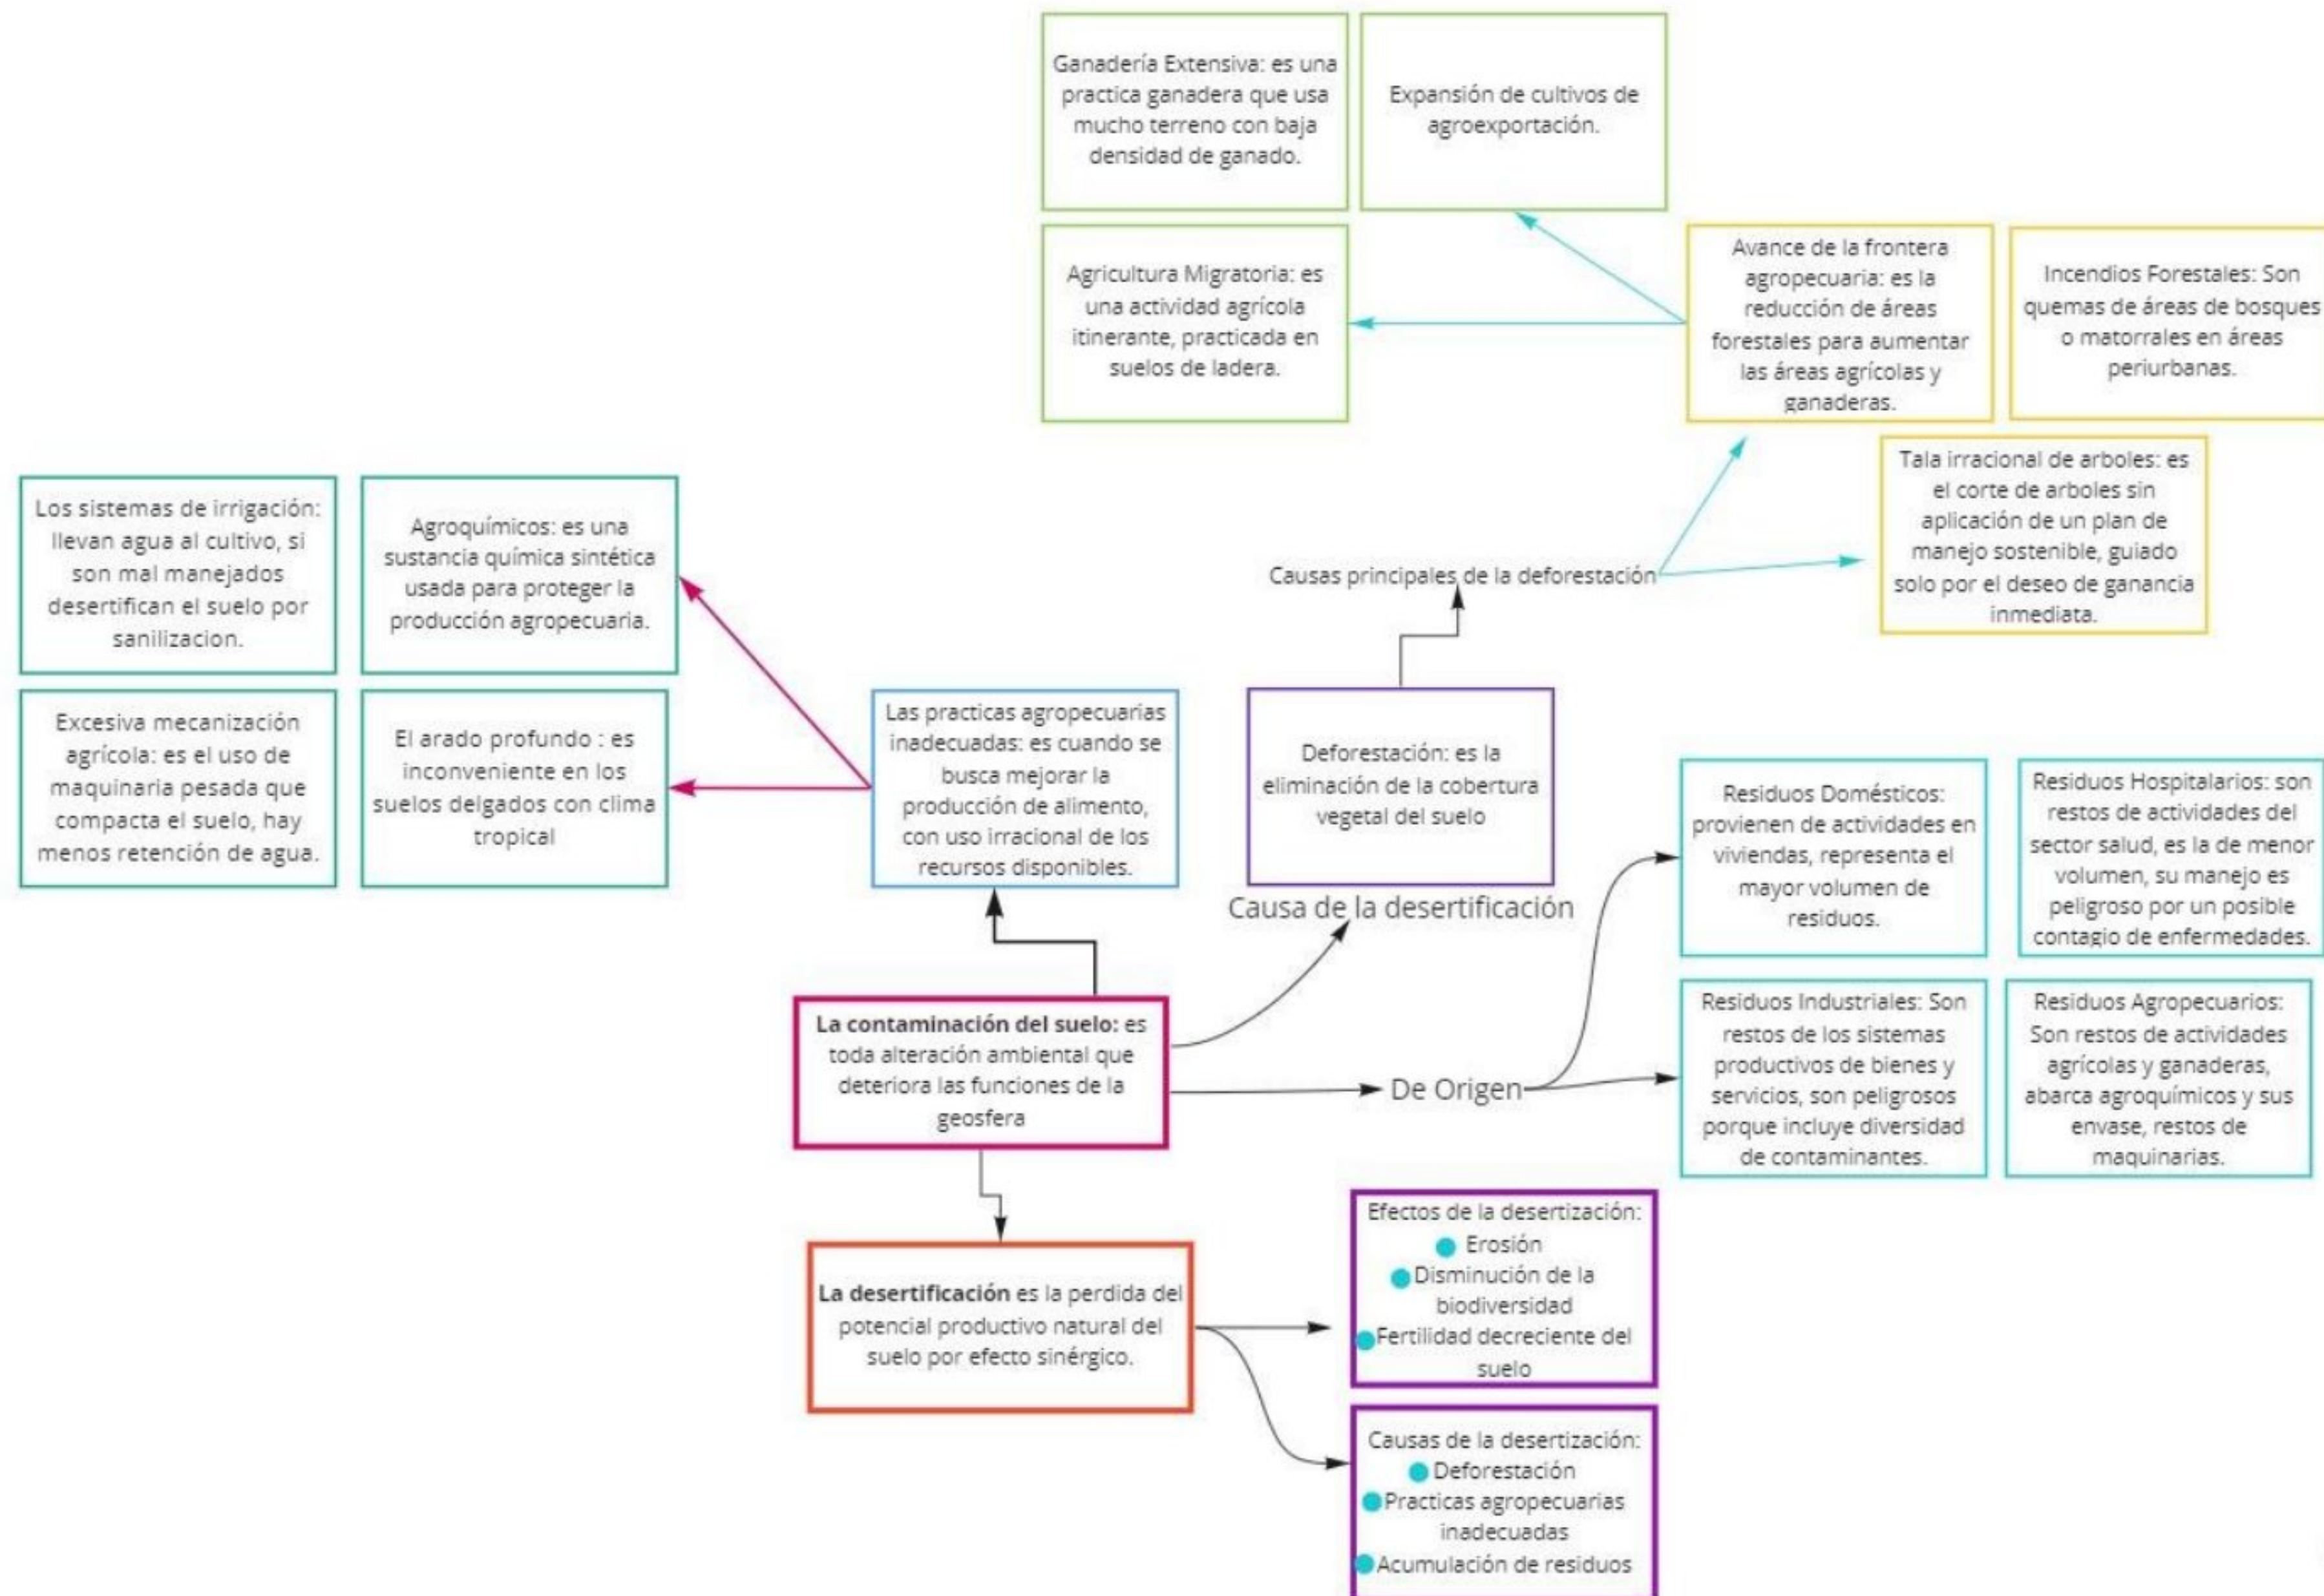 Ganadería Extensiva: es una
practica ganadera que usa
mucho terreno con baja
densidad de ganado.
Expansión de cultivos de
agroexportación.
Agricultura Migratoria: es
una actividad agrícola
itinerante, practicada en
suelos de ladera.
Avance de la frontera
agropecuaria: es la
reducción de áreas
forestales para aumentar
las áreas agrícolas y
ganaderas.
Incendios Forestales: Son
quemas de áreas de bosques
o matorrales en áreas
periurbanas.
Tala irracional de arboles: es
el corte de arboles sin
aplicación de un plan de
manejo sostenible, guiado
solo por el deseo de ganancia
inmediata.
Causas principales de la deforestación
Los sistemas de irrigación:
llevan agua al cultivo, si
son mal manejados
desertifican el suelo por
sanilizacion.
Agroquímicos: es una
sustancia química sintética
usada para proteger la
producción agropecuaria.
Excesiva mecanización
agrícola: es el uso de
maquinaria pesada que
compacta el suelo, hay
menos retención de agua.
El arado profundo : es
inconveniente en los
suelos delgados con clima
tropical
Las practicas agropecuarias
inadecuadas: es cuando se
busca mejorar la
producción de alimento,
con uso irracional de los
recursos disponibles.
Deforestación: es la
eliminación de la cobertura
vegetal del suelo
Causa de la desertificación
Residuos Domésticos:
provienen de actividades en
viviendas, representa el
mayor volumen de
residuos.
Residuos Hospitalarios: son
restos de actividades del
sector salud, es la de menor
volumen, su manejo es
peligroso por un posible
contagio de enfermedades.
La contaminación del suelo: es
toda alteración ambiental que
deteriora las funciones de la
geosfera
De Origen
Residuos Industriales: Son
restos de los sistemas
productivos de bienes y
servicios, son peligrosos
porque incluye diversidad
de contaminantes.
Residuos Agropecuarios:
Son restos de actividades
agrícolas y ganaderas,
abarca agroquímicos y sus
envase, restos de
maquinarias.
La desertificación es la perdida del
potencial productivo natural del
suelo por efecto sinérgico.
Efectos de la desertización:
Erosión
Disminución de la
biodiversidad
Fertilidad decreciente del
suelo
Causas de la desertización:
Deforestación
Practicas agropecuarias
inadecuadas
Acumulación de residuos